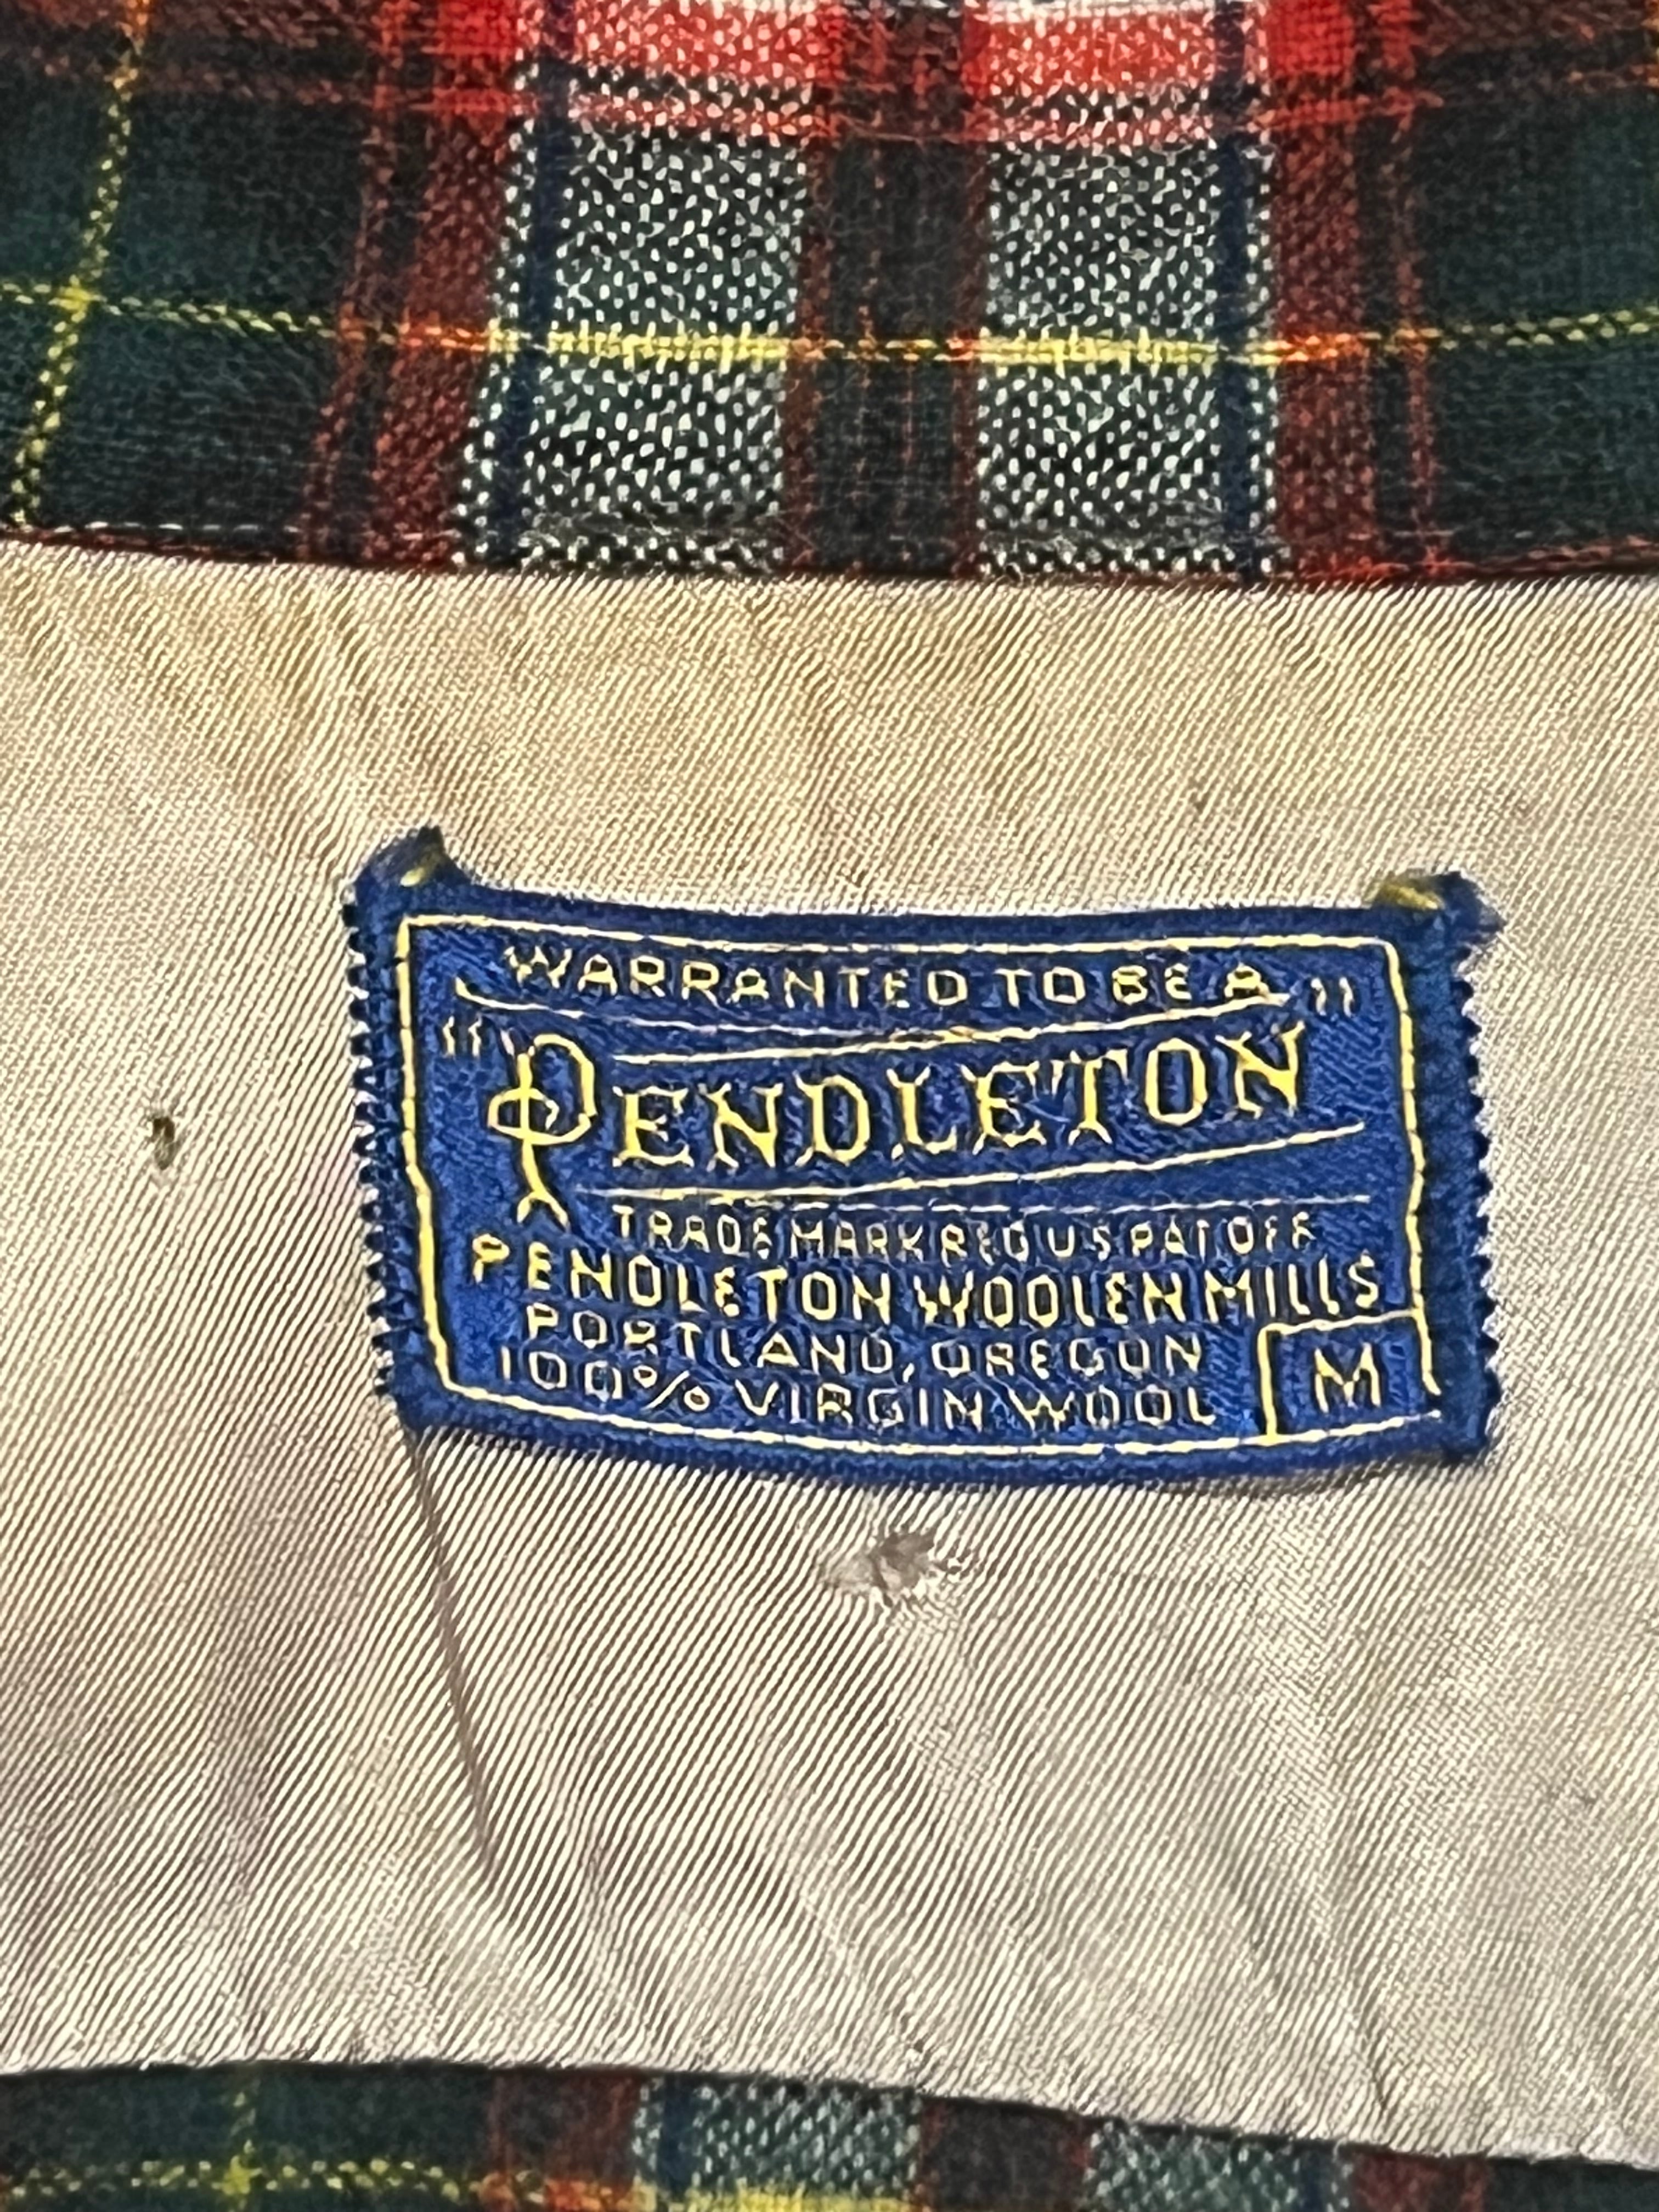 WARRANTED TO BE A
"PENDLETON"
TRADE MARK REG US PAT OFF
PENDLETON WOOLEN MILLS
PORTLAND, OREGON
100% VIRGIN WOOL
M